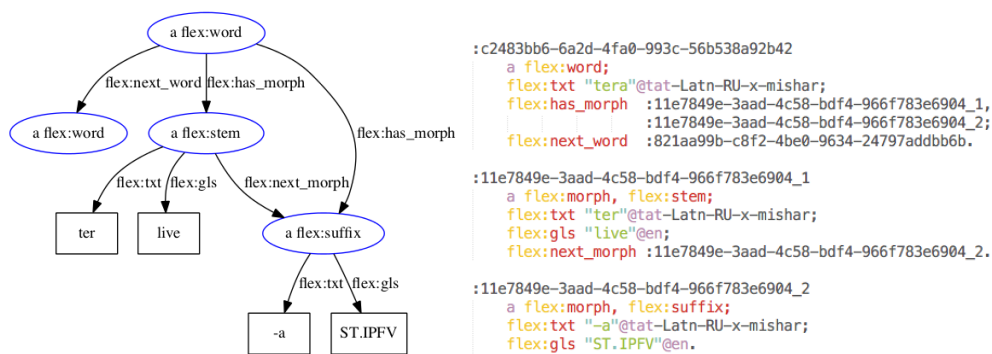 a flex:word
flex:next_word
flex:has_morph
a flex:word
a flex:stem
flex:has_morph
flex:txt
flex:gls
flex:next_morph
ter
live
a flex:suffix
flex:txt
flex:gls
-a
ST.IPFV
:c2483bb6-6a2d-4fa0-993c-56b538a92b42
a flex:word;
flex:txt "tera"@tat-Latn-RU-x-mishar;
flex:has_morph :11e7849e-3aad-4c58-bdf4-966f783e6904_1,
:11e7849e-3aad-4c58-bdf4-966f783e6904_2;
flex:next_word :821aa99b-c8f2-4be0-9634-24797addbb6b.
:11e7849e-3aad-4c58-bdf4-966f783e6904_1
a flex:morph, flex:stem;
flex:txt "ter"@tat-Latn-RU-x-mishar;
flex:gls "live"@en;
flex:next_morph :11e7849e-3aad-4c58-bdf4-966f783e6904_2.
:11e7849e-3aad-4c58-bdf4-966f783e6904_2
a flex:morph, flex:suffix;
flex:txt "-a"@tat-Latn-RU-x-mishar;
flex:gls "ST.IPFV"@en.